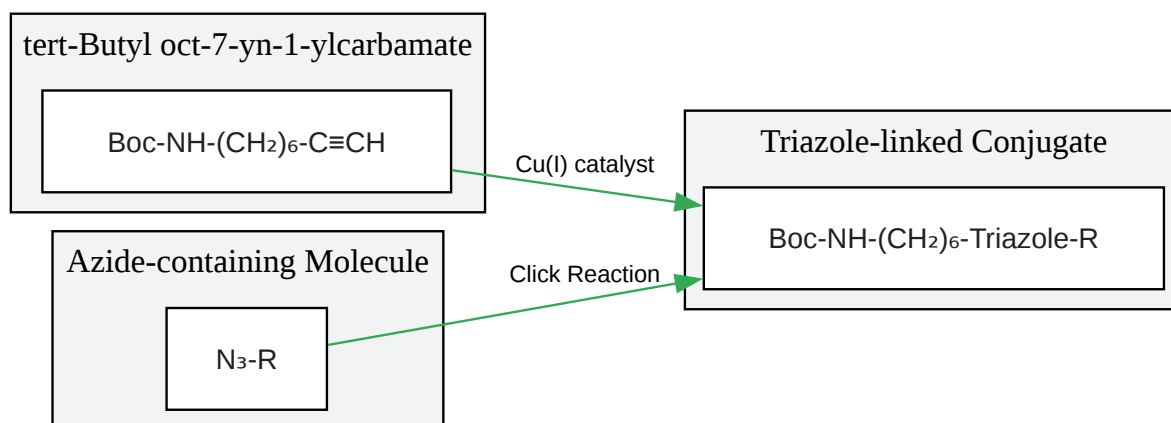 tert-Butyl oct-7-yn-1-ylcarbamate
Boc-NH-(CH₂)₆-C≡CH
Cu(I) catalyst
Triazole-linked Conjugate
Boc-NH-(CH₂)₆-Triazole-R
Azide-containing Molecule
Click Reaction
N₃-R